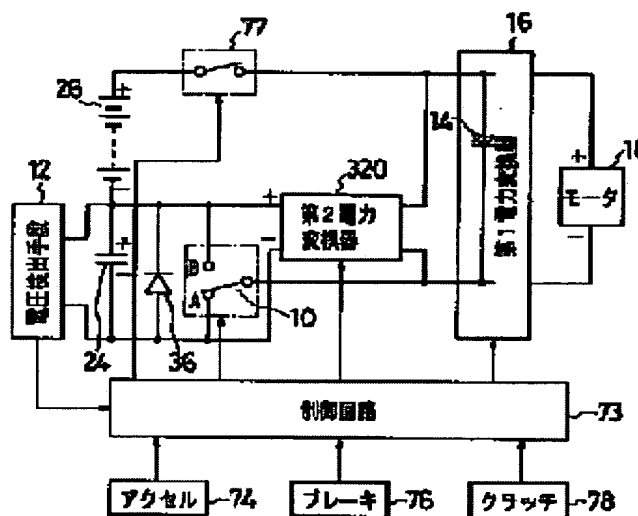 77
16
26
+
14
第1電力変換器
12
320
18
+
モータ
−
−
+
第2電力
変換器
−
電圧検出手段
+
−
B
A
10
24
36
制御回路
73
アクセル
74
ブレーキ
76
クラッチ
78